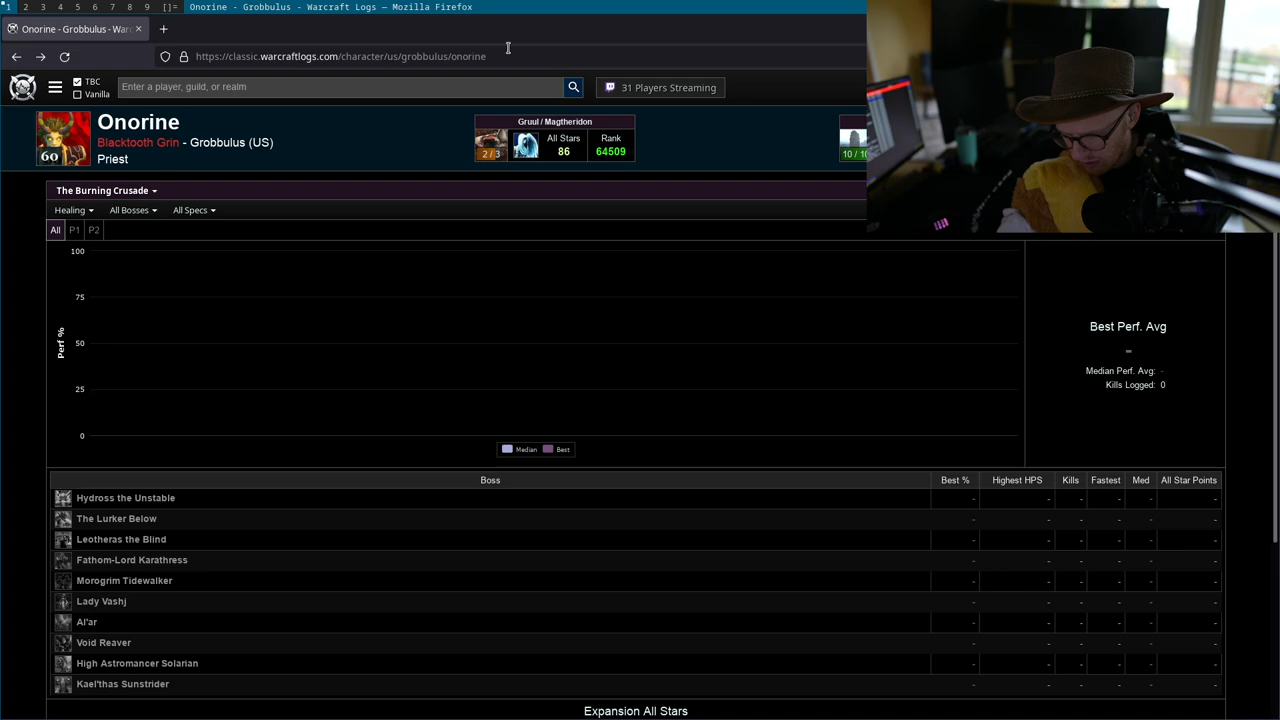 1 2 3 4 5 6 7 8 9 []= Onorine - Grobbulus - Warcraft Logs — Mozilla Firefox
Onorine - Grobbulus - Warc
https://classic.warcraftlogs.com/character/us/grobbulus/onorine
TBC
Vanilla
Enter a player, guild, or realm
31 Players Streaming
60
Onorine
Blacktooth Grin - Grobbulus (US)
Priest
Gruul / Magtheridon
2 / 3
All Stars
86
Rank
64509
10 / 10
The Burning Crusade
Healing All Bosses All Specs
All P1 P2
100
75
50
25
0
Perf %
Median Best
Best Perf. Avg
-
Median Perf. Avg: -
Kills Logged: 0
Boss Best % Highest HPS Kills Fastest Med All Star Points
Hydross the Unstable - - - - - -
The Lurker Below - - - - - -
Leotheras the Blind - - - - - -
Fathom-Lord Karathress - - - - - -
Morogrim Tidewalker - - - - - -
Lady Vashj - - - - - -
Al'ar - - - - - -
Void Reaver - - - - - -
High Astromancer Solarian - - - - - -
Kael'thas Sunstrider - - - - - -
Expansion All Stars